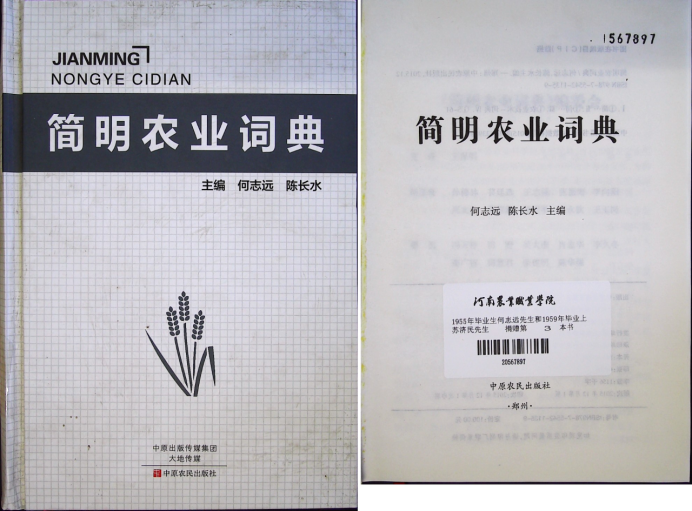 JIANMING
NONGYE CIDIAN
简明农业词典
主编 何志远 陈长水
中原出版传媒集团
大地传媒
中原农民出版社
1567897
简明农业词典
何志远 陈长水 主编
河南农业职业学院
1955年毕业生何志远先生和1959年毕业上
苏济民先生 捐赠第 3 本书
20567897
中原农民出版社
·郑州·